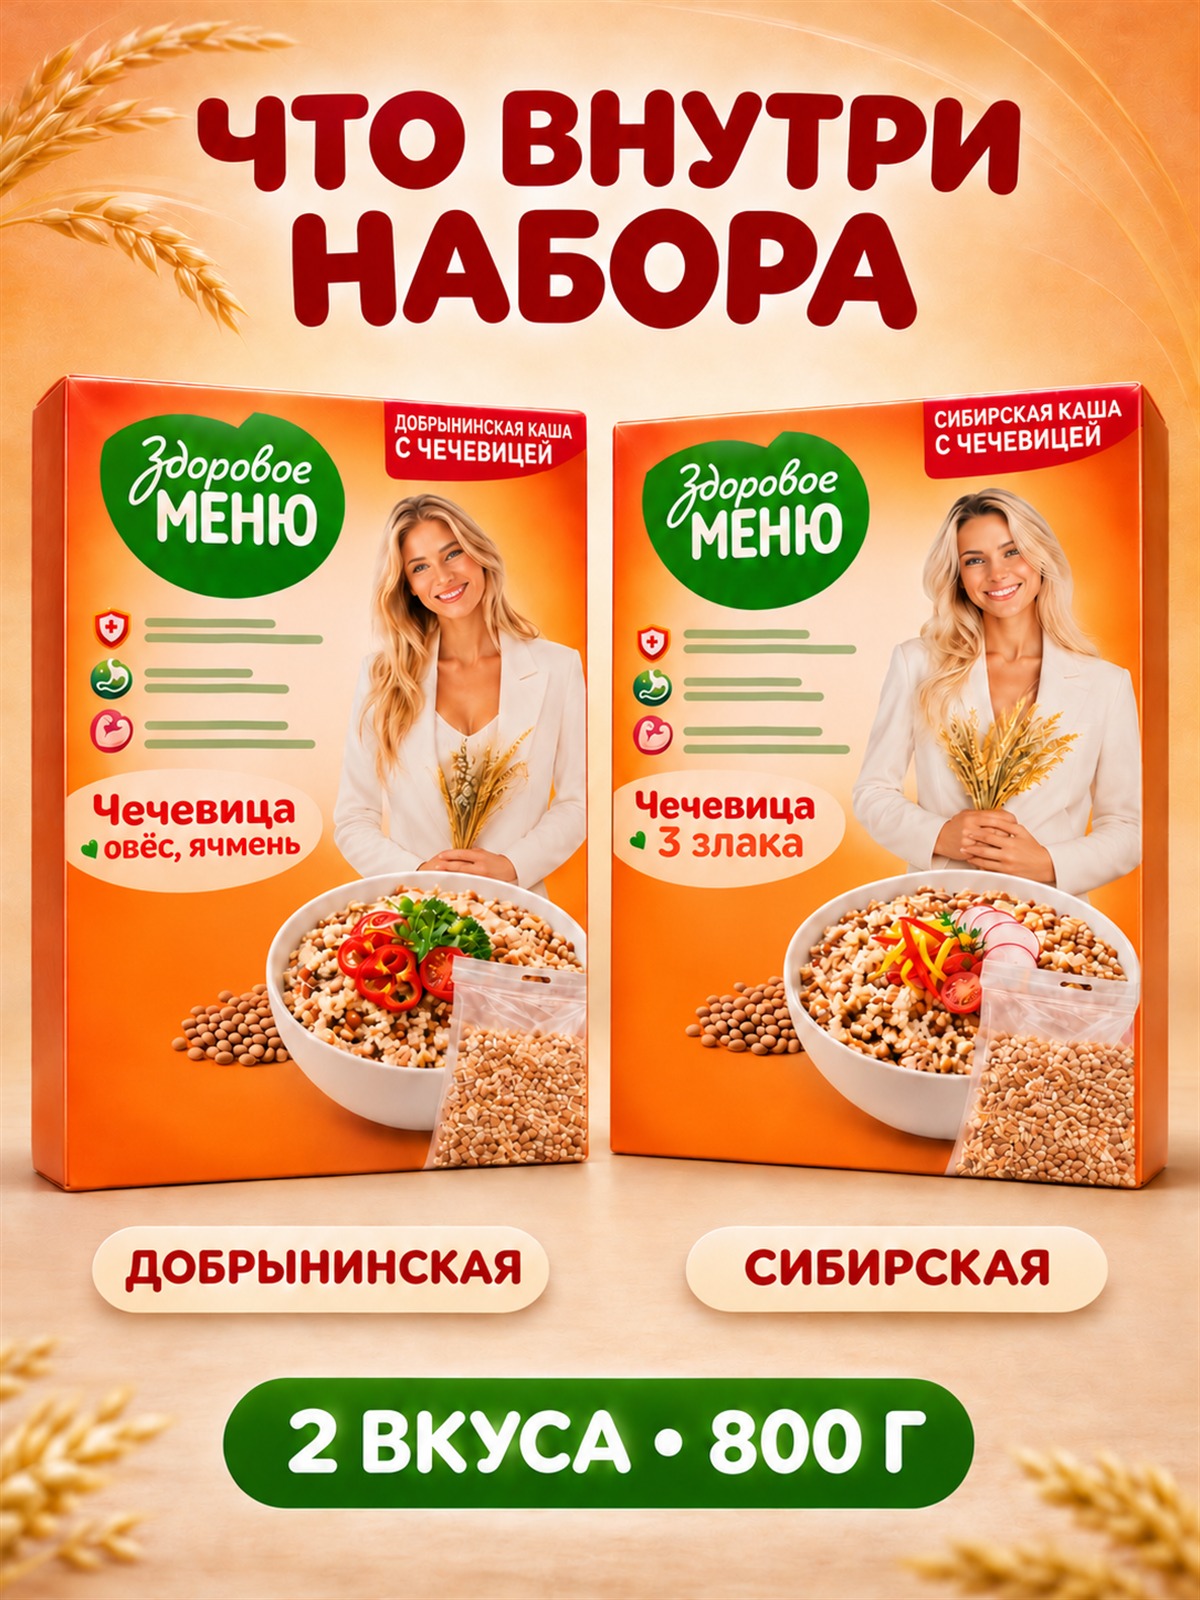 ЧТО ВНУТРИ
НАБОРА
Здоровое
МЕНЮ
ДОБРЫНИНСКАЯ КАША
С ЧЕЧЕВИЦЕЙ
Чечевица
овёс, ячмень
Здоровое
МЕНЮ
СИБИРСКАЯ КАША
С ЧЕЧЕВИЦЕЙ
Чечевица
3 злака
ДОБРЫНИНСКАЯ
СИБИРСКАЯ
2 ВКУСА • 800 Г